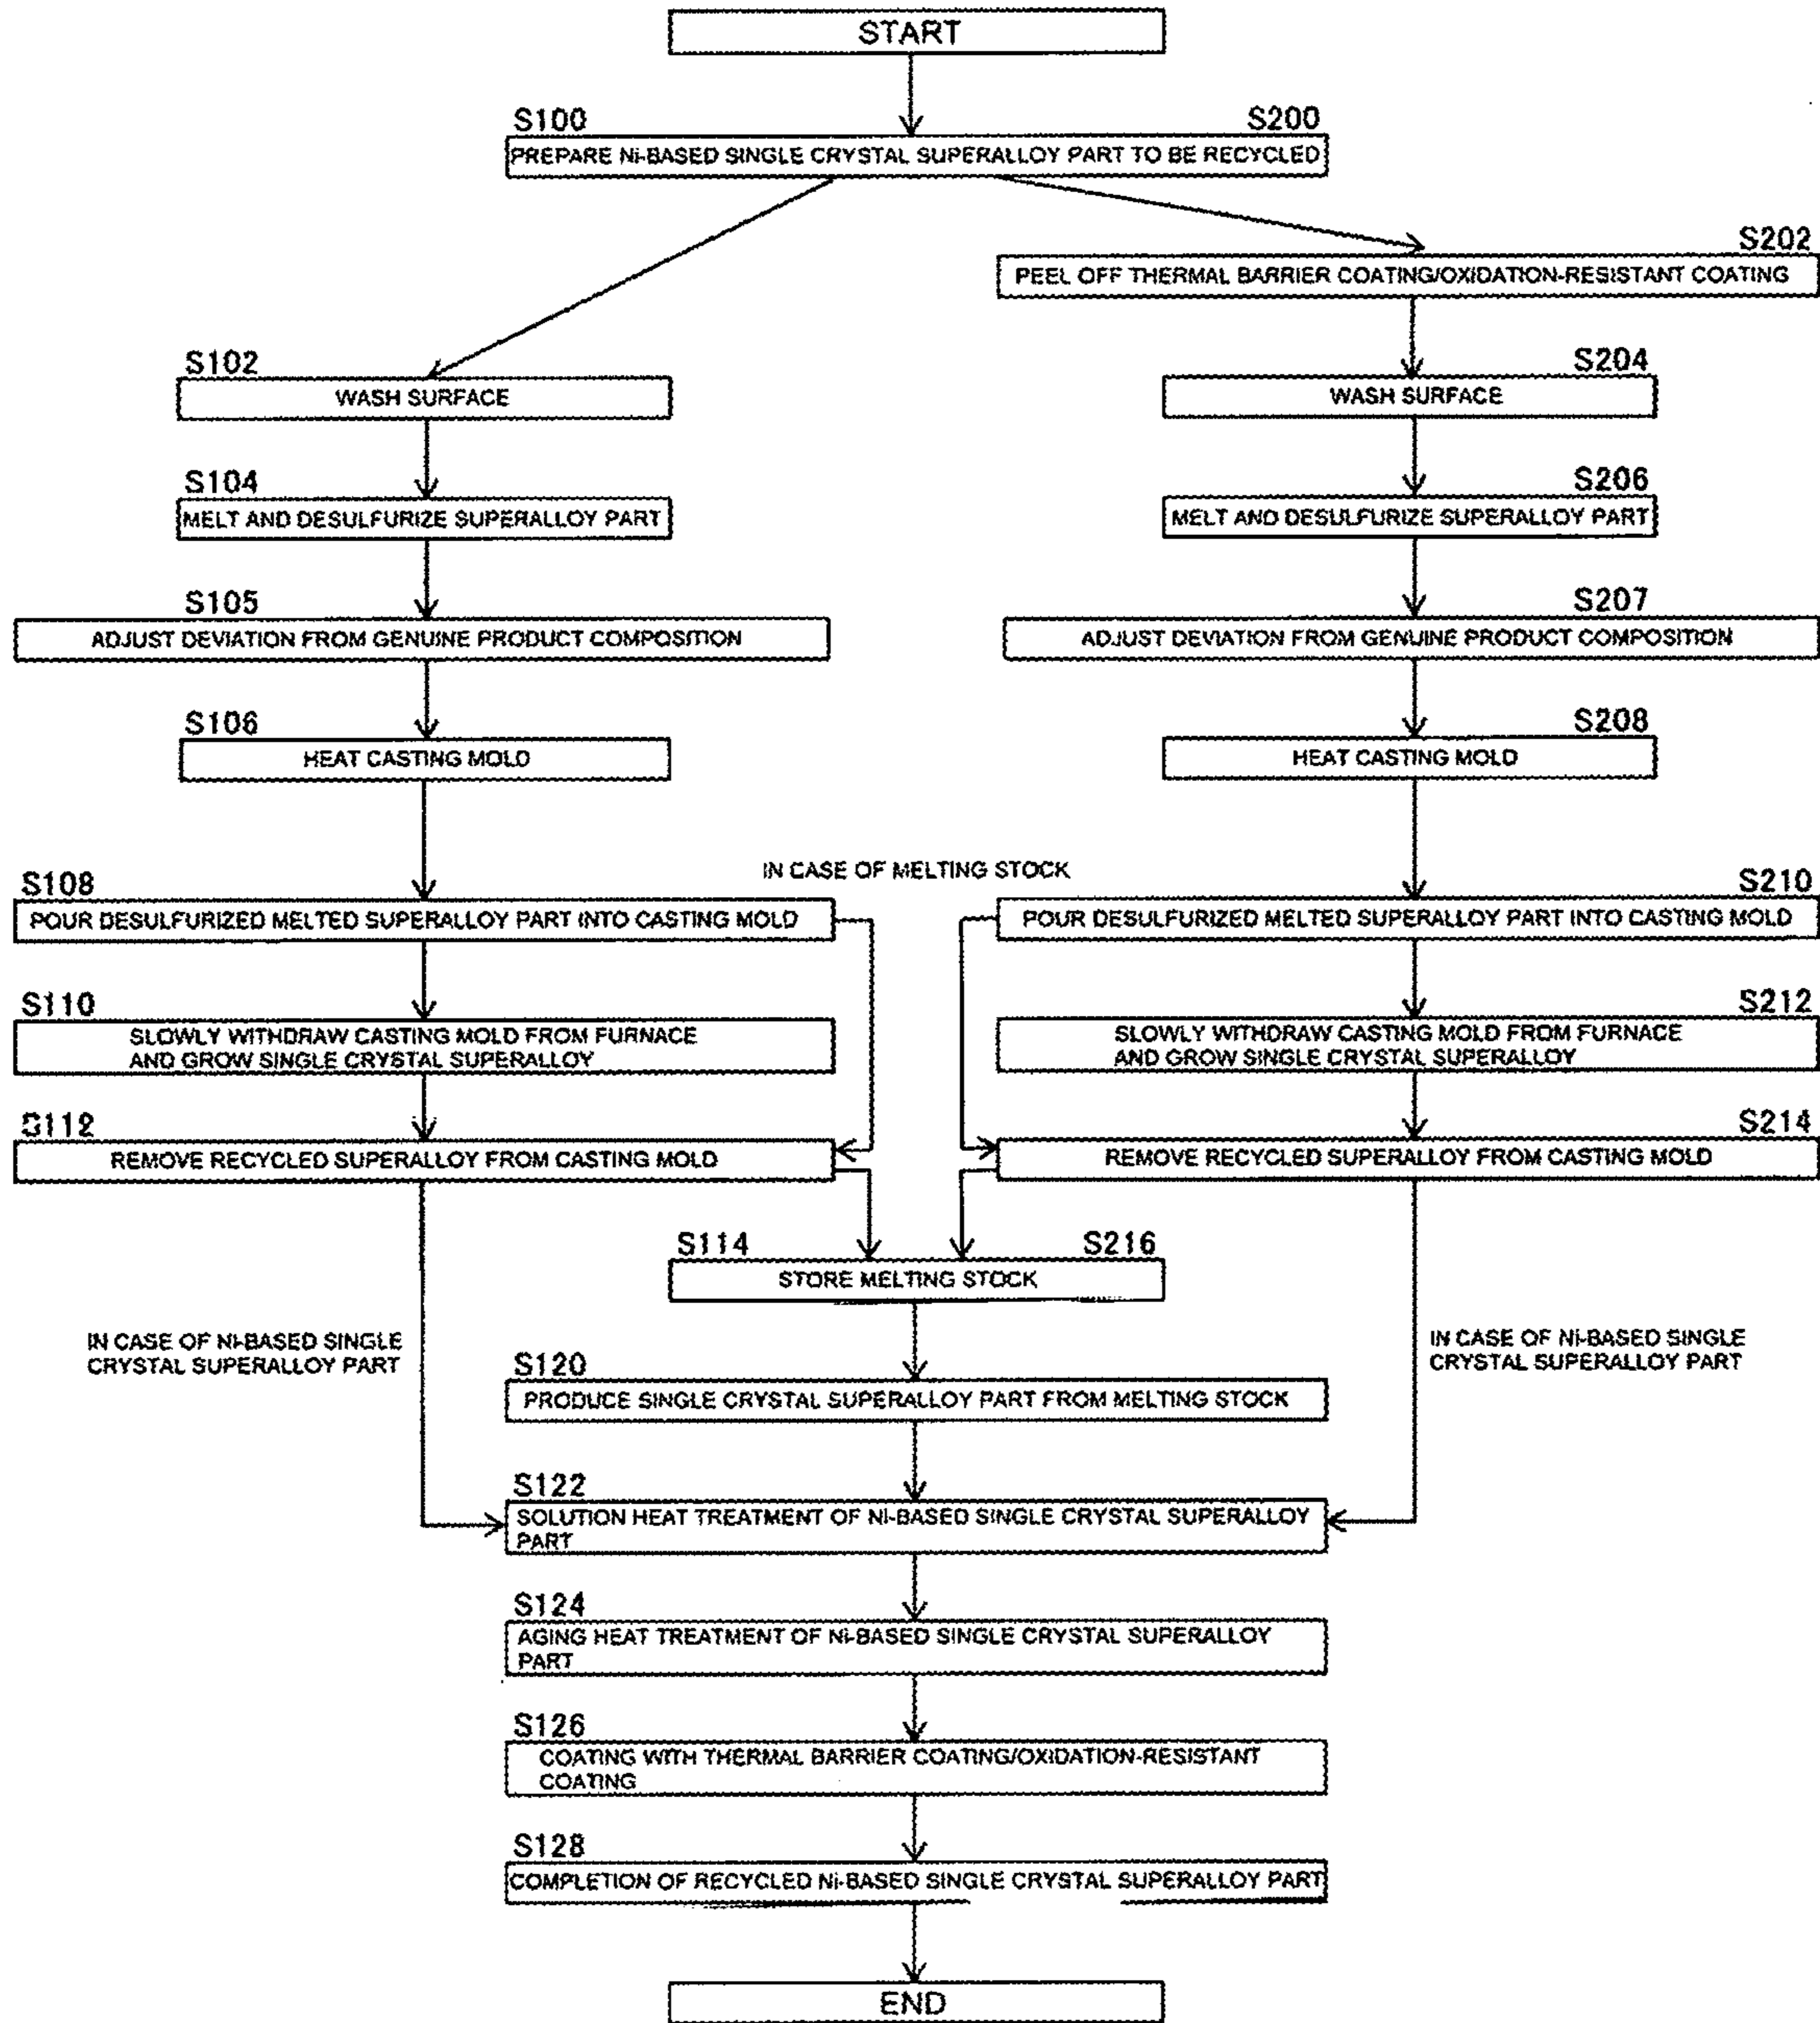 START
S100
S200
PREPARE Ni-BASED SINGLE CRYSTAL SUPERALLOY PART TO BE RECYCLED
S202
PEEL OFF THERMAL BARRIER COATING/OXIDATION-RESISTANT COATING
S102
WASH SURFACE
S204
WASH SURFACE
S104
MELT AND DESULFURIZE SUPERALLOY PART
S206
MELT AND DESULFURIZE SUPERALLOY PART
S105
ADJUST DEVIATION FROM GENUINE PRODUCT COMPOSITION
S207
ADJUST DEVIATION FROM GENUINE PRODUCT COMPOSITION
S106
HEAT CASTING MOLD
S208
HEAT CASTING MOLD
IN CASE OF MELTING STOCK
S108
POUR DESULFURIZED MELTED SUPERALLOY PART INTO CASTING MOLD
S210
POUR DESULFURIZED MELTED SUPERALLOY PART INTO CASTING MOLD
S110
SLOWLY WITHDRAW CASTING MOLD FROM FURNACE
AND GROW SINGLE CRYSTAL SUPERALLOY
S212
SLOWLY WITHDRAW CASTING MOLD FROM FURNACE
AND GROW SINGLE CRYSTAL SUPERALLOY
S112
REMOVE RECYCLED SUPERALLOY FROM CASTING MOLD
S214
REMOVE RECYCLED SUPERALLOY FROM CASTING MOLD
S114
S216
STORE MELTING STOCK
IN CASE OF Ni-BASED SINGLE
CRYSTAL SUPERALLOY PART
IN CASE OF Ni-BASED SINGLE
CRYSTAL SUPERALLOY PART
S120
PRODUCE SINGLE CRYSTAL SUPERALLOY PART FROM MELTING STOCK
S122
SOLUTION HEAT TREATMENT OF Ni-BASED SINGLE CRYSTAL SUPERALLOY
PART
S124
AGING HEAT TREATMENT OF Ni-BASED SINGLE CRYSTAL SUPERALLOY
PART
S126
COATING WITH THERMAL BARRIER COATING/OXIDATION-RESISTANT
COATING
S128
COMPLETION OF RECYCLED Ni-BASED SINGLE CRYSTAL SUPERALLOY PART
END